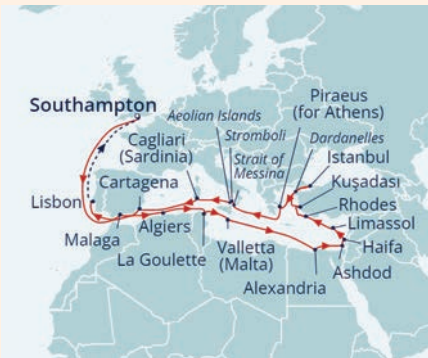 Southampton
Aeolian Islands
Piraeus
(for Athens)
Cagliari
(Sardinia)
Stromboli
Dardanelles
Strait of
Messina
Istanbul
Cartagena
Kuşadası
Lisbon
Rhodes
Malaga
Algiers
Limassol
La Goulette
Valletta
(Malta)
Haifa
Ashdod
Alexandria